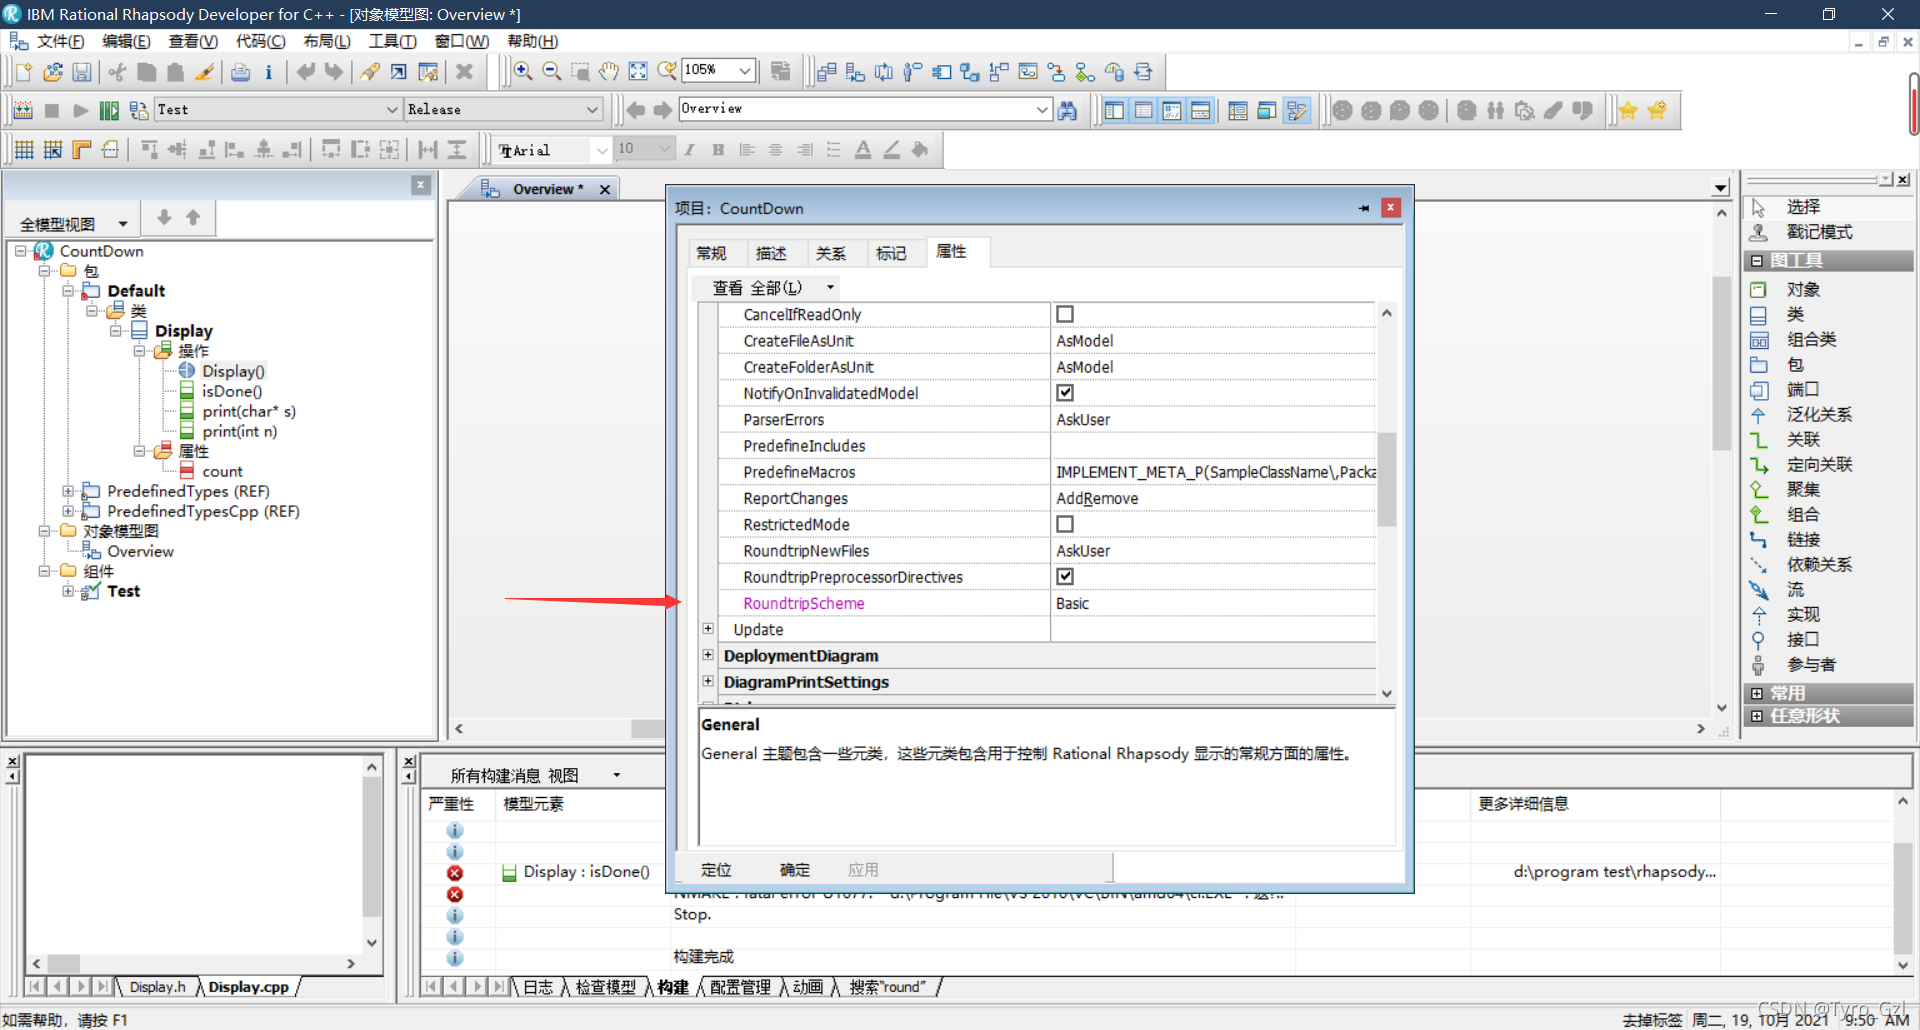 IBM Rational Rhapsody Developer for C++ - [对象模型图: Overview *]
文件(F) 编辑(E) 查看(V) 代码(C) 布局(L) 工具(T) 窗口(W) 帮助(H)
105%
Test Release Overview
Arial 10
全模型视图
CountDown
包
Default
类
Display
操作
Display()
isDone()
print(char* s)
print(int n)
属性
count
PredefinedTypes (REF)
PredefinedTypesCpp (REF)
对象模型图
Overview
组件
Test
Overview *
项目: CountDown
常规 描述 关系 标记 属性
查看 全部(L)
CancelIfReadOnly
CreateFileAsUnit AsModel
CreateFolderAsUnit AsModel
NotifyOnInvalidatedModel
ParserErrors AskUser
PredefineIncludes
PredefineMacros IMPLEMENT_META_P(SampleClassName\,Packa
ReportChanges AddRemove
RestrictedMode
RoundtripNewFiles AskUser
RoundtripPreprocessorDirectives
RoundtripScheme Basic
Update
DeploymentDiagram
DiagramPrintSettings
General
General 主题包含一些元类，这些元类包含用于控制 Rational Rhapsody 显示的常规方面的属性。
定位 确定 应用
选择
戳记模式
图工具
对象
类
组合类
包
端口
泛化关系
关联
定向关联
聚集
组合
链接
依赖关系
流
实现
接口
参与者
常用
任意形状
所有构建消息 视图
严重性 模型元素 更多详细信息
Display : isDone() d:\program test\rhapsody...
Stop.
构建完成
Display.h Display.cpp
日志 检查模型 构建 配置管理 动画 搜索"round"
如需帮助，请按 F1
去掉标签 周二, 19, 10月 2021 9:50 AM
CSDN @Tyro_Gzl